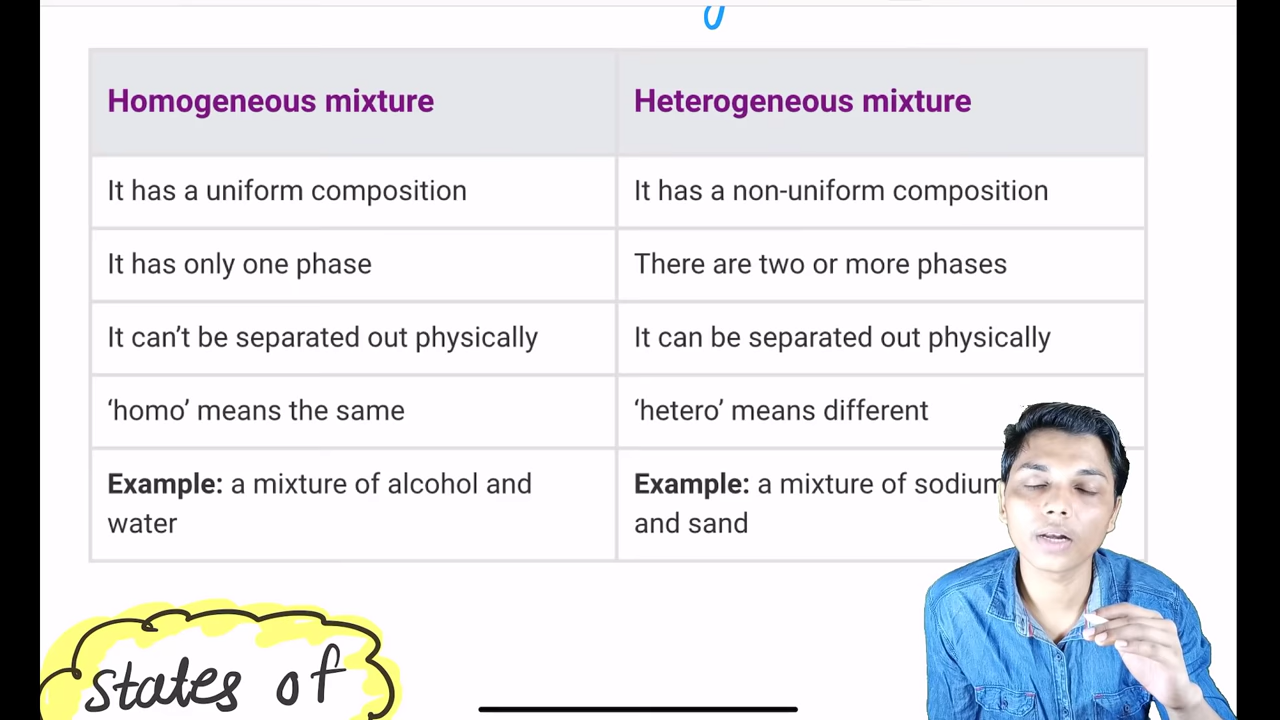 Homogeneous mixture
Heterogeneous mixture
It has a uniform composition
It has a non-uniform composition
It has only one phase
There are two or more phases
It can’t be separated out physically
It can be separated out physically
‘homo’ means the same
‘hetero’ means different
Example: a mixture of alcohol and
water
Example: a mixture of sodium
and sand
states of